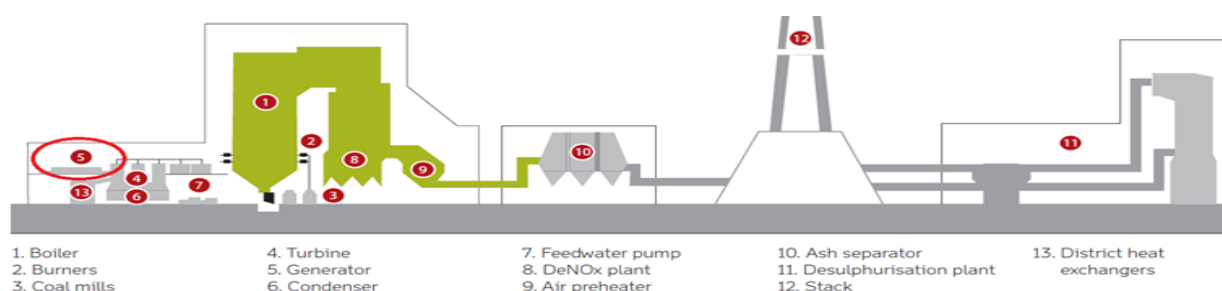 12
1
5
2
10
11
4
8
9
7
13
6
3
1. Boiler
2. Burners
3. Coal mills
4. Turbine
5. Generator
6. Condenser
7. Feedwater pump
8. DeNOx plant
9. Air preheater
10. Ash separator
11. Desulphurisation plant
12. Stack
13. District heat
exchangers